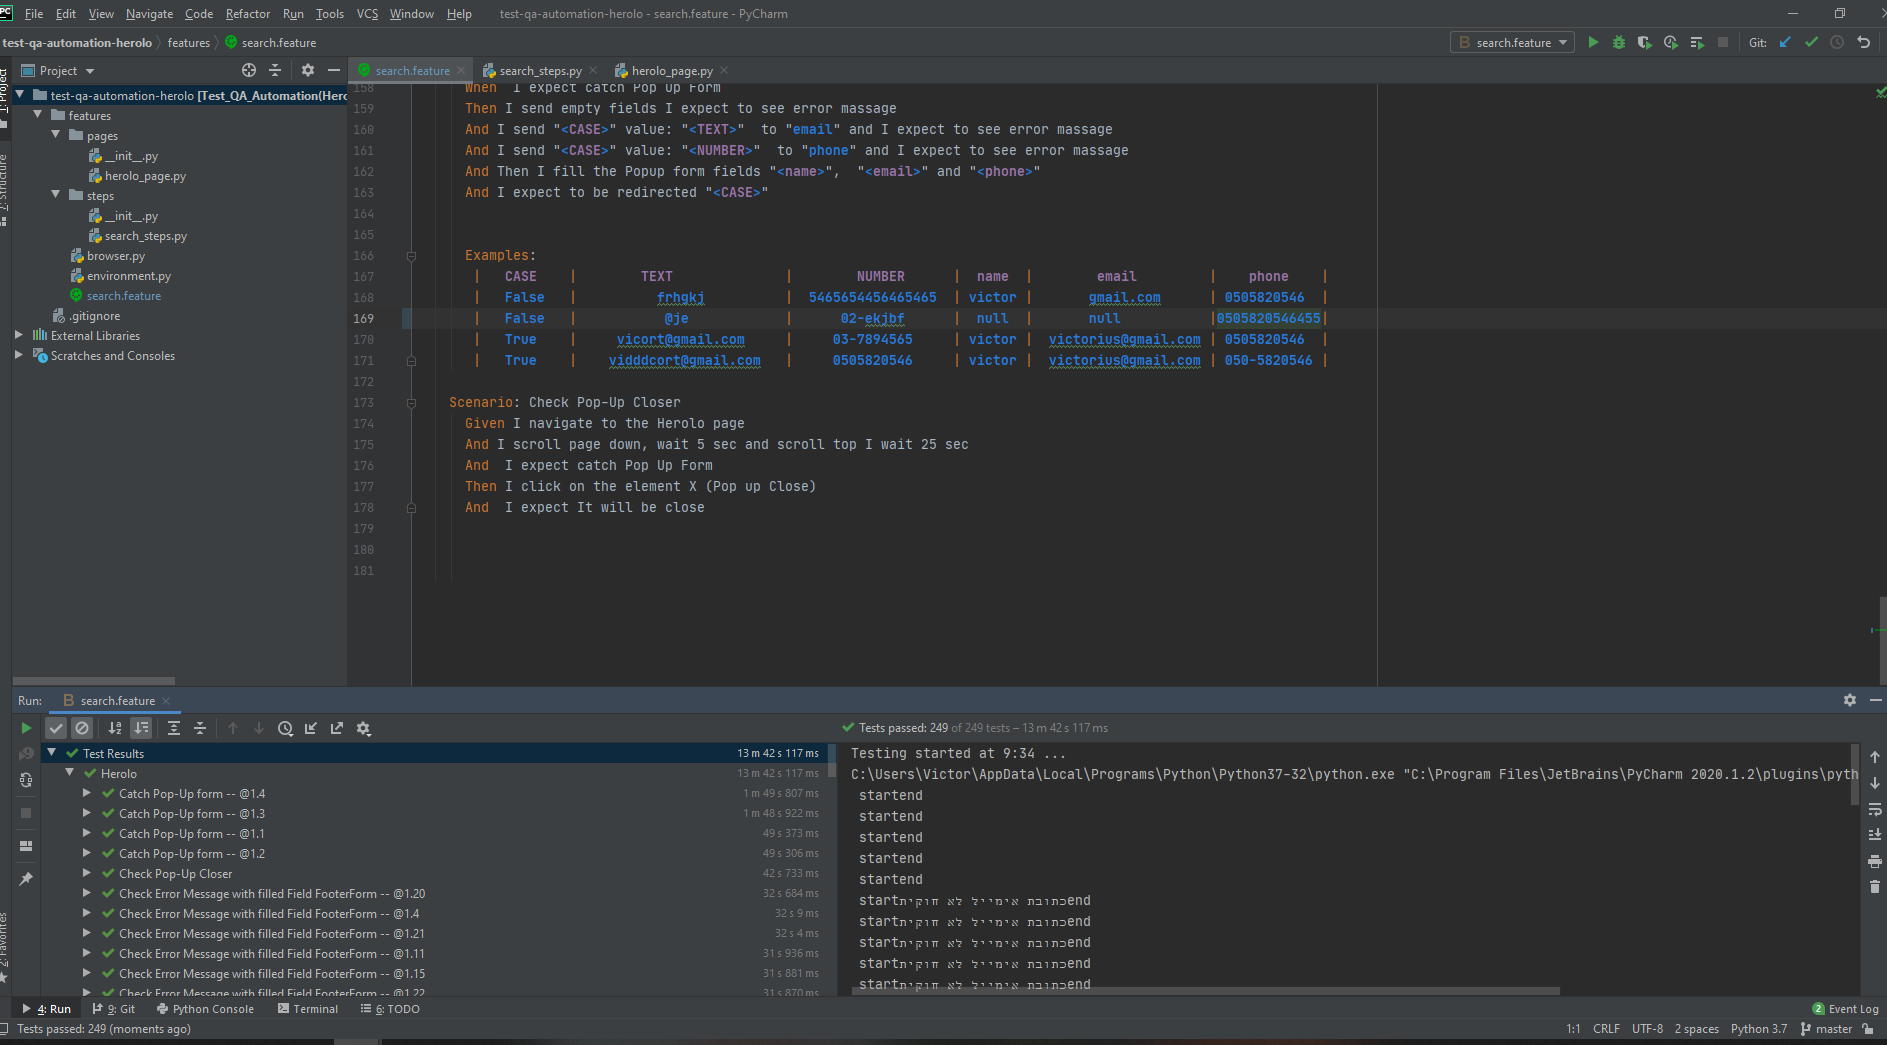 File Edit View Navigate Code Refactor Run Tools VCS Window Help test-qa-automation-herolo - search.feature - PyCharm
test-qa-automation-herolo features search.feature
search.feature Git:
Project
search.feature search_steps.py herolo_page.py
test-qa-automation-herolo [Test_QA_Automation(Herc
features
pages
__init__.py
herolo_page.py
steps
__init__.py
search_steps.py
browser.py
environment.py
search.feature
.gitignore
External Libraries
Scratches and Consoles
1: Project
7: Structure
2: Favorites
158 When I expect catch Pop Up Form
159 Then I send empty fields I expect to see error massage
160 And I send "<CASE>" value: "<TEXT>" to "email" and I expect to see error massage
161 And I send "<CASE>" value: "<NUMBER>" to "phone" and I expect to see error massage
162 And Then I fill the Popup form fields "<name>", "<email>" and "<phone>"
163 And I expect to be redirected "<CASE>"
164
165
166 Examples:
167 | CASE | TEXT | NUMBER | name | email | phone |
168 | False | frhgkj | 5465654456465465 | victor | gmail.com | 0505820546 |
169 | False | @je | 02-ekjbf | null | null |0505820546455|
170 | True | vicort@gmail.com | 03-7894565 | victor | victorius@gmail.com | 0505820546 |
171 | True | vidddcort@gmail.com | 0505820546 | victor | victorius@gmail.com | 050-5820546 |
172
173 Scenario: Check Pop-Up Closer
174 Given I navigate to the Herolo page
175 And I scroll page down, wait 5 sec and scroll top I wait 25 sec
176 And I expect catch Pop Up Form
177 Then I click on the element X (Pop up Close)
178 And I expect It will be close
179
180
181
Run: search.feature
Tests passed: 249 of 249 tests – 13 m 42 s 117 ms
Test Results 13 m 42 s 117 ms
Herolo 13 m 42 s 117 ms
Catch Pop-Up form -- @1.4 1 m 49 s 807 ms
Catch Pop-Up form -- @1.3 1 m 48 s 922 ms
Catch Pop-Up form -- @1.1 49 s 373 ms
Catch Pop-Up form -- @1.2 49 s 306 ms
Check Pop-Up Closer 42 s 733 ms
Check Error Message with filled Field FooterForm -- @1.20 32 s 684 ms
Check Error Message with filled Field FooterForm -- @1.4 32 s 9 ms
Check Error Message with filled Field FooterForm -- @1.21 32 s 4 ms
Check Error Message with filled Field FooterForm -- @1.11 31 s 936 ms
Check Error Message with filled Field FooterForm -- @1.15 31 s 881 ms
Check Error Message with filled Field FooterForm -- @1.22 31 s 870 ms
Testing started at 9:34 ...
C:\Users\Victor\AppData\Local\Programs\Python\Python37-32\python.exe "C:\Program Files\JetBrains\PyCharm 2020.1.2\plugins\pyth
startend
startend
startend
startend
startend
startכתובת אימייל לא חוקיתend
startכתובת אימייל לא חוקיתend
startכתובת אימייל לא חוקיתend
startכתובת אימייל לא חוקיתend
startכתובת אימייל לא חוקיתend
4: Run 9: Git Python Console Terminal 6: TODO 2 Event Log
Tests passed: 249 (moments ago) 1:1 CRLF UTF-8 2 spaces Python 3.7 master